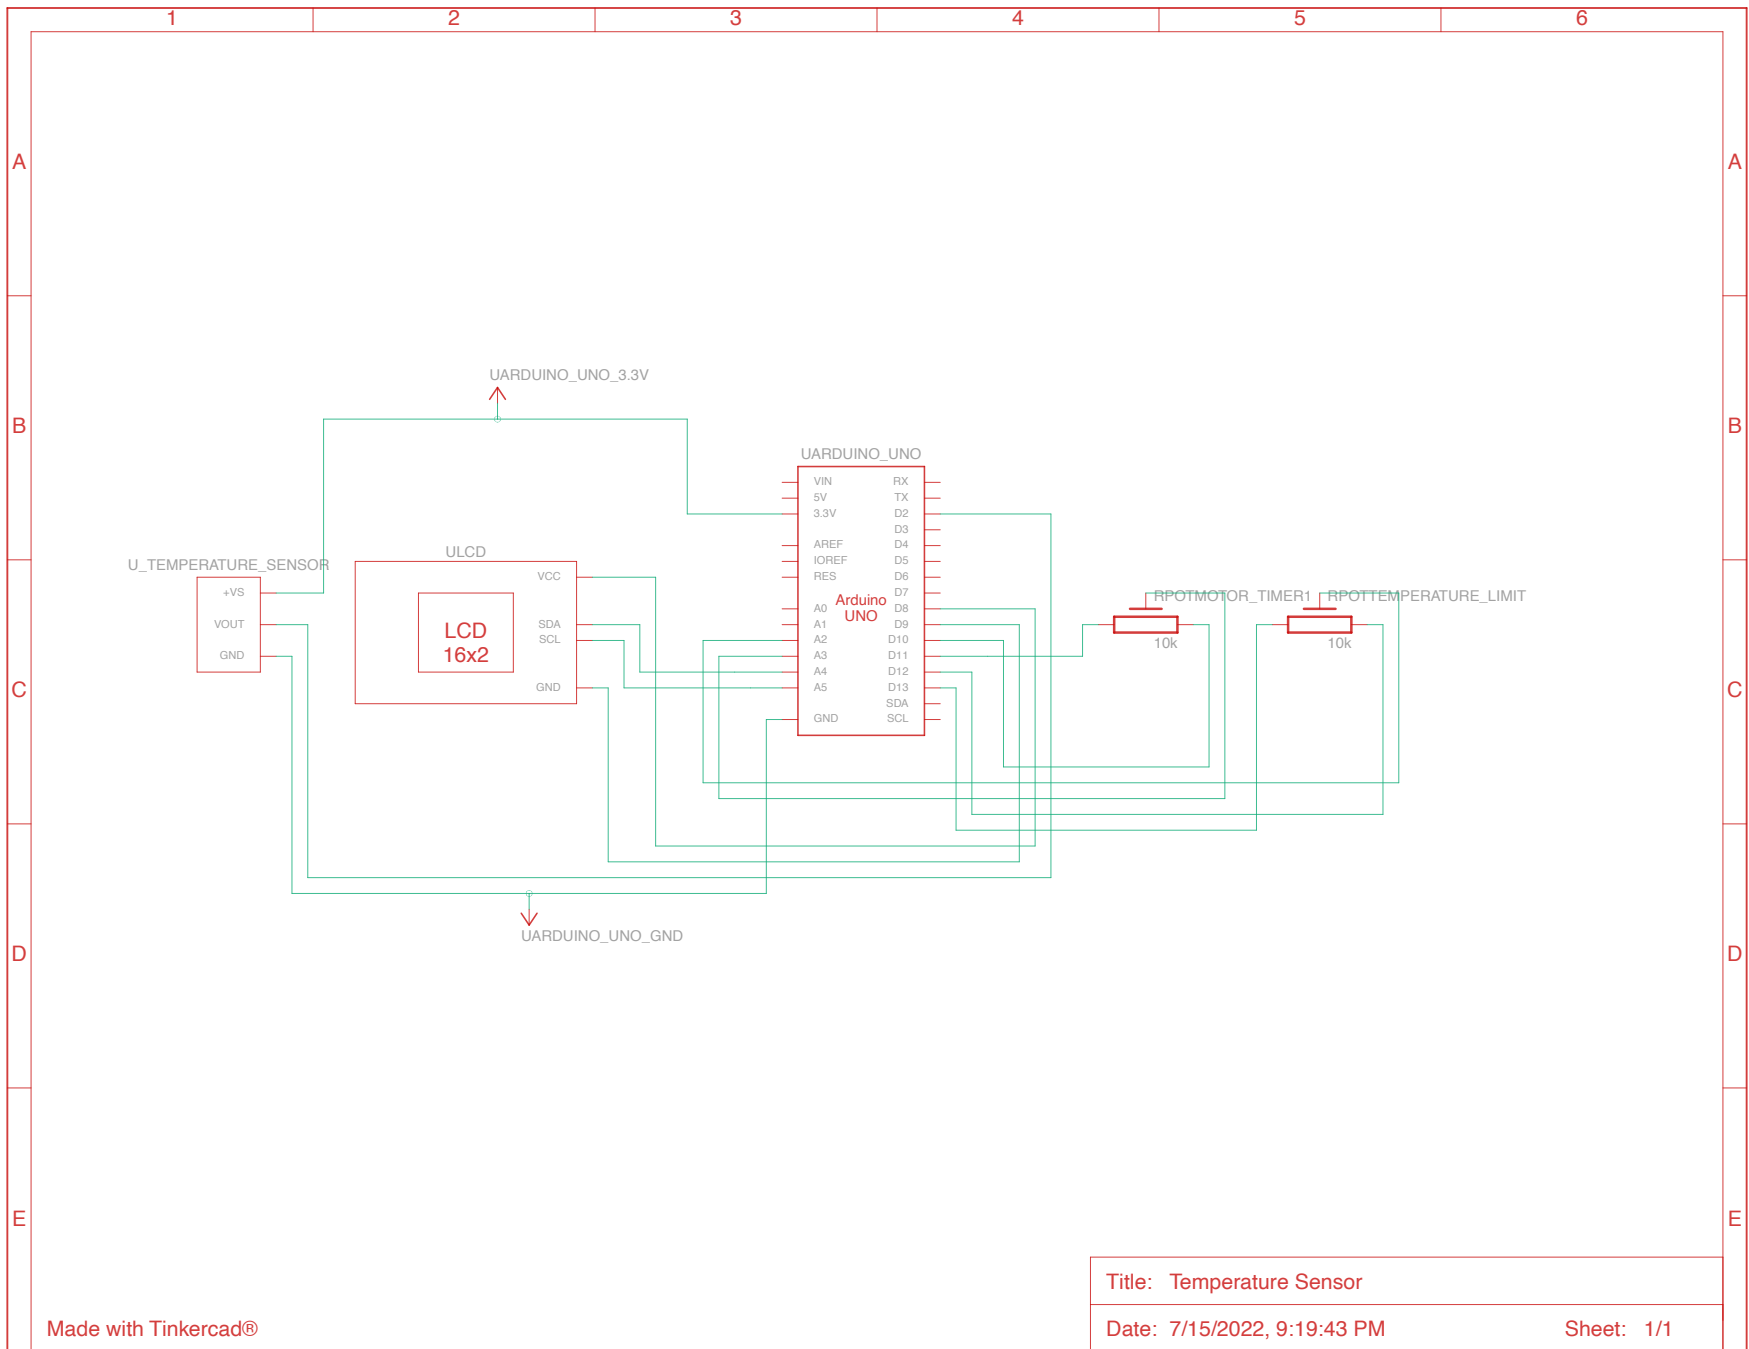 1 2 3 4 5 6
A A
UARDUINO_UNO_3.3V
B B
UARDUINO_UNO
VIN RX
5V TX
3.3V D2
D3
AREF D4
IOREF D5
RES D6
D7
A0 D8
A1 D9
A2 D10
A3 D11
A4 D12
A5 D13
SDA
GND SCL
Arduino
UNO
U_TEMPERATURE_SENSOR
+VS
VOUT
GND
ULCD
VCC
SDA
SCL
GND
LCD
16x2
RPOTMOTOR_TIMER1
10k
RPOTTEMPERATURE_LIMIT
10k
C C
UARDUINO_UNO_GND
D D
E E
Made with Tinkercad®
Title: Temperature Sensor
Date: 7/15/2022, 9:19:43 PM Sheet: 1/1